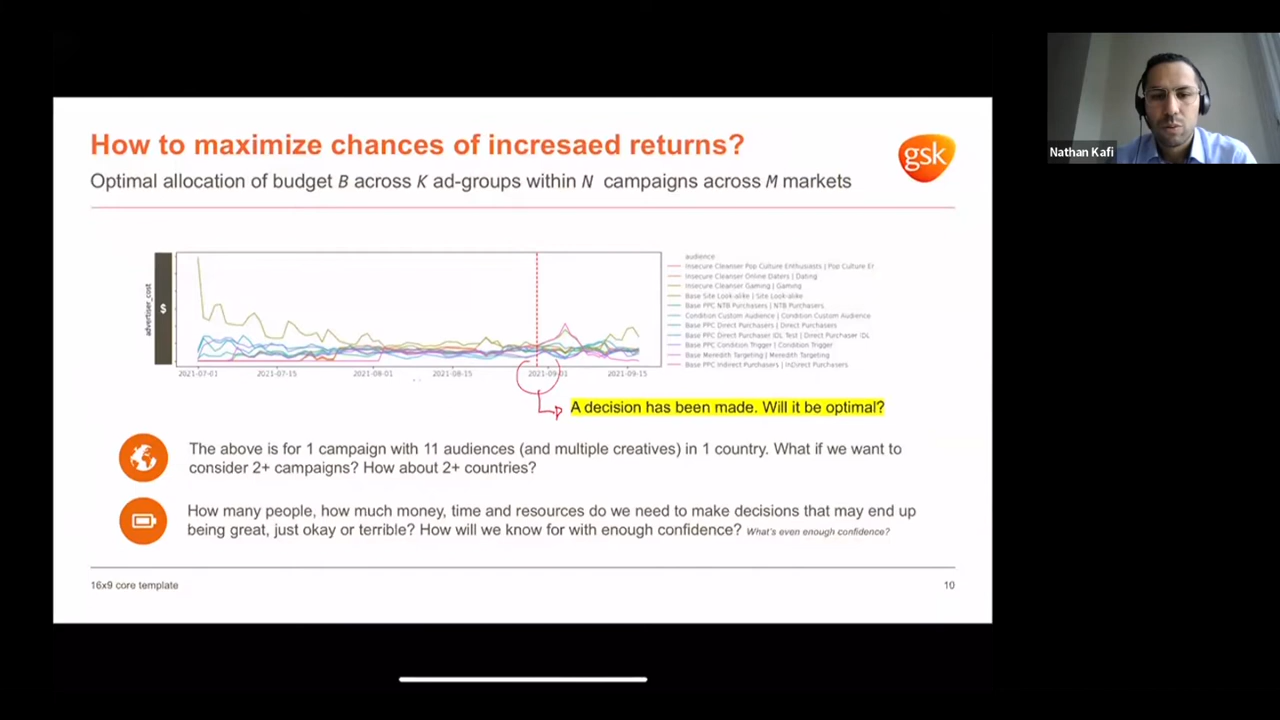 How to maximize chances of incresaed returns?
gsk
Optimal allocation of budget B across K ad-groups within N campaigns across M markets
advertiser_cost
$
audience
Insecure Cleanser Pop Culture Enthusiasts | Pop Culture Er
Insecure Cleanser Online Daters | Dating
Insecure Cleanser Gaming | Gaming
Base Site Look-alike | Site Look-alike
Base PPC NTB Purchasers | NTB Purchasers
Condition Custom Audience | Condition Custom Audience
Base PPC Direct Purchasers | Direct Purchasers
Base PPC Direct Purchaser IDL Test | Direct Purchaser IDL
Base PPC Condition Trigger | Condition Trigger
Base Meredith Targeting | Meredith Targeting
Base PPC Indirect Purchasers | InDirect Purchasers
2021-07-01 2021-07-15 2021-08-01 2021-08-15 2021-09-01 2021-09-15
A decision has been made. Will it be optimal?
The above is for 1 campaign with 11 audiences (and multiple creatives) in 1 country. What if we want to
consider 2+ campaigns? How about 2+ countries?
How many people, how much money, time and resources do we need to make decisions that may end up
being great, just okay or terrible? How will we know for with enough confidence? What's even enough confidence?
16x9 core template
10
Nathan Kafi